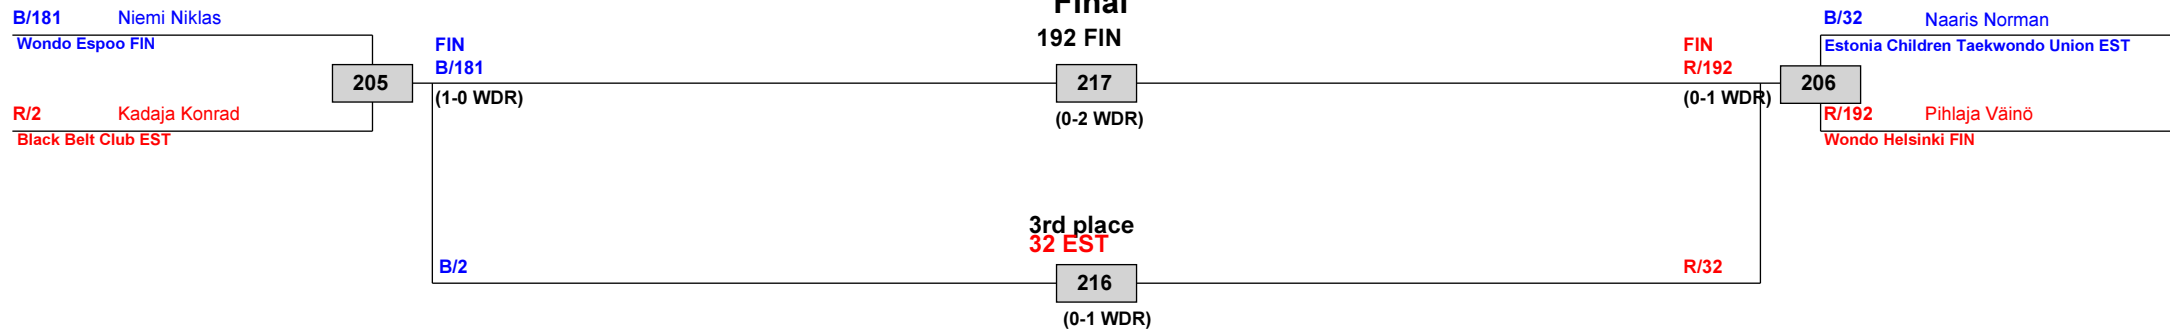 Final
192 FIN
B/181 Niemi Niklas
Wondo Espoo FIN
205
R/2 Kadaja Konrad
Black Belt Club EST
FIN
B/181
(1-0 WDR)
217
(0-2 WDR)
FIN
R/192
(0-1 WDR)
B/32 Naaris Norman
Estonia Children Taekwondo Union EST
206
R/192 Pihlaja Väinö
Wondo Helsinki FIN
3rd place
32 EST
B/2
216
R/32
(0-1 WDR)